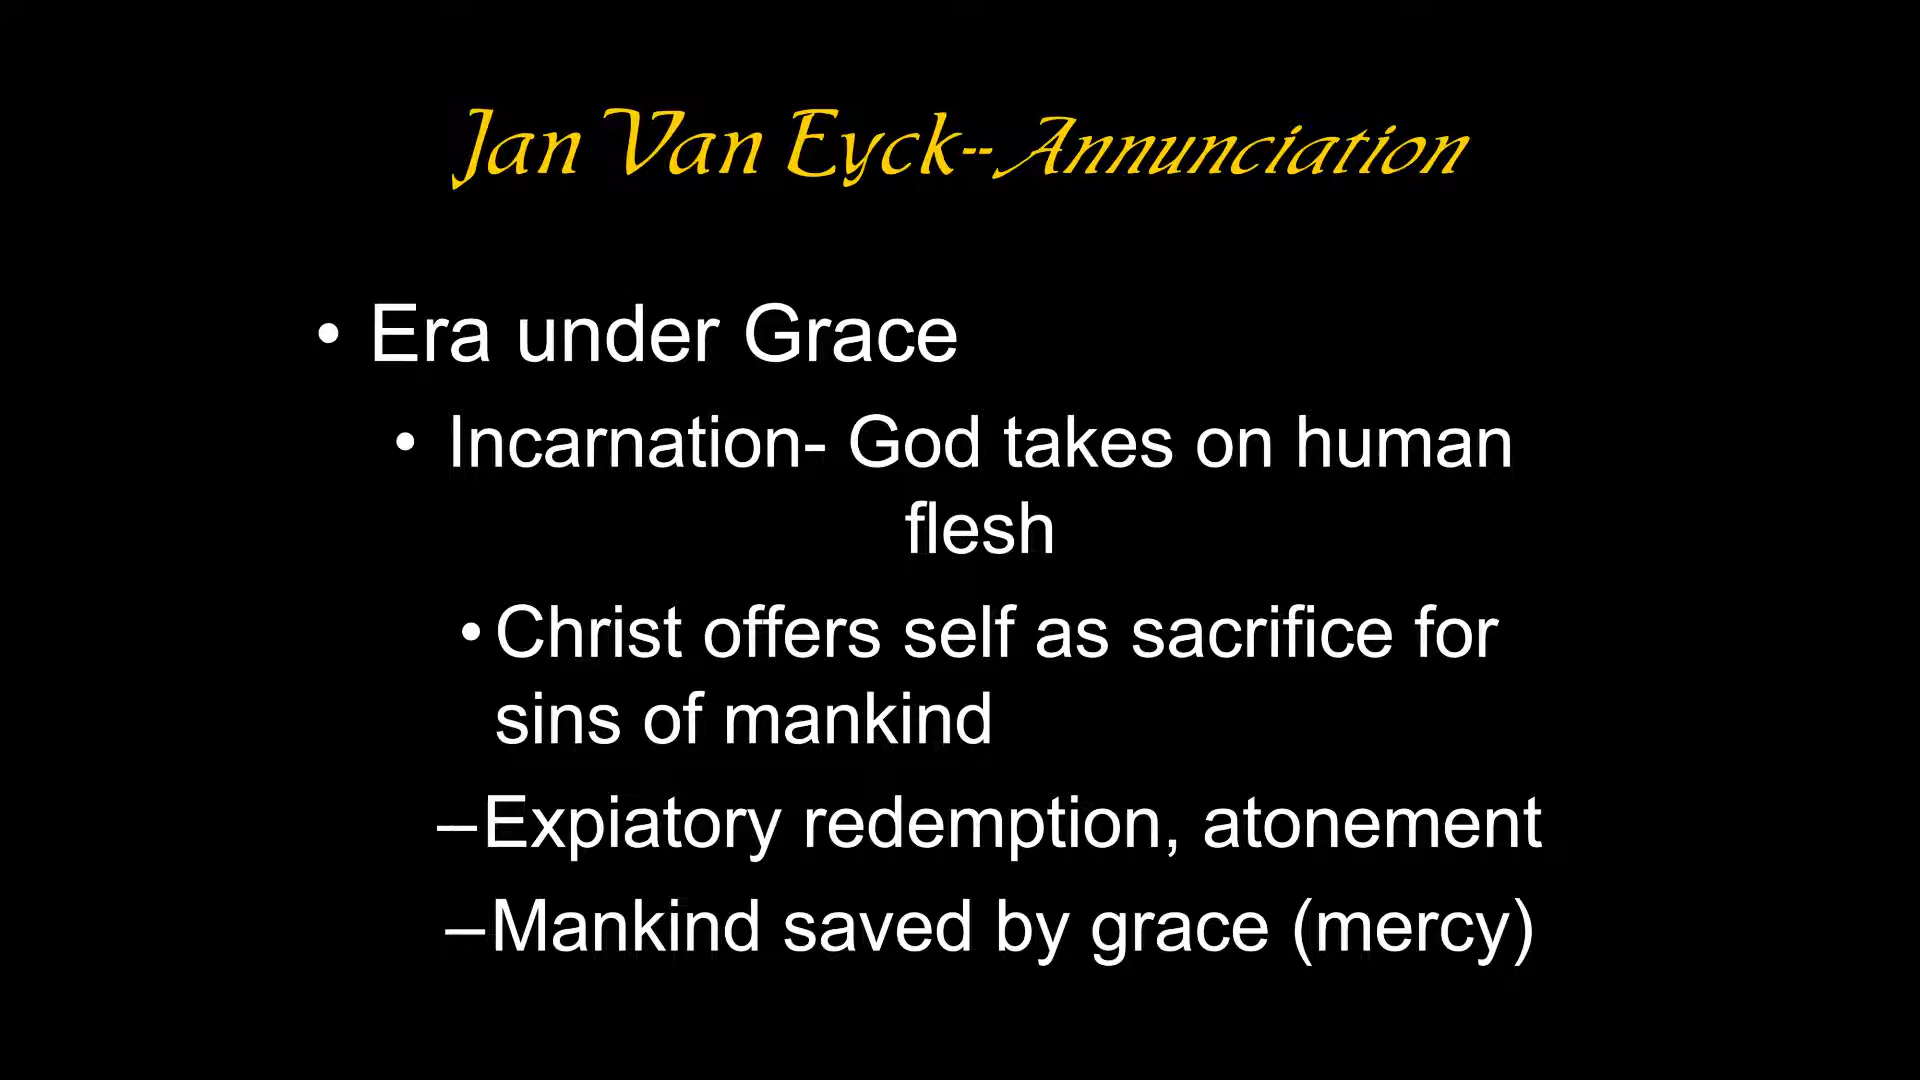 Jan Van Eyck--Annunciation
• Era under Grace
• Incarnation- God takes on human
flesh
• Christ offers self as sacrifice for
sins of mankind
–Expiatory redemption, atonement
–Mankind saved by grace (mercy)